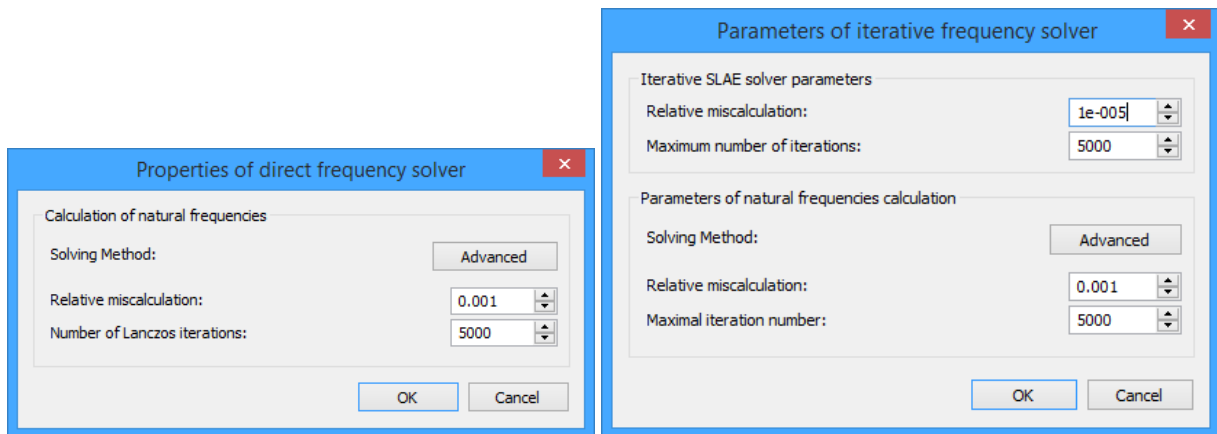 Properties of direct frequency solver
Calculation of natural frequencies
Solving Method: Advanced
Relative miscalculation: 0.001
Number of Lanczos iterations: 5000
OK Cancel
Parameters of iterative frequency solver
Iterative SLAE solver parameters
Relative miscalculation: 1e-005
Maximum number of iterations: 5000
Parameters of natural frequencies calculation
Solving Method: Advanced
Relative miscalculation: 0.001
Maximal iteration number: 5000
OK Cancel